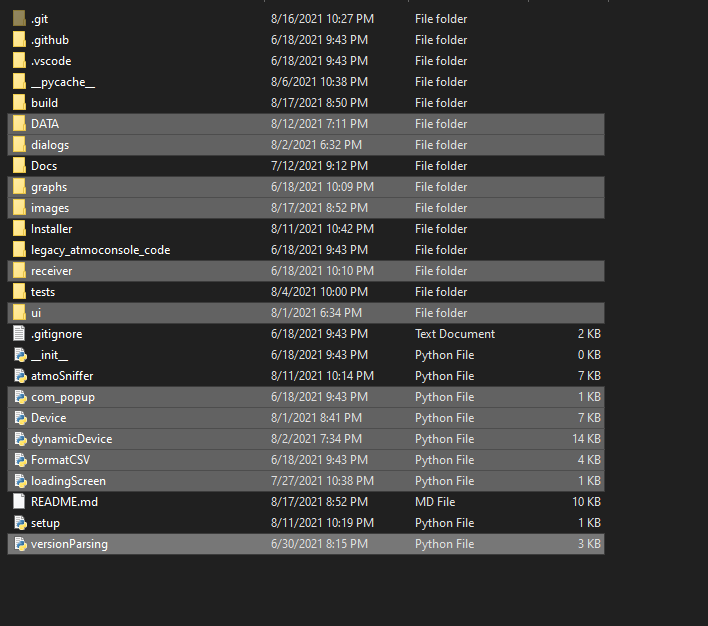 .git 8/16/2021 10:27 PM File folder
.github 6/18/2021 9:43 PM File folder
.vscode 6/18/2021 9:43 PM File folder
__pycache__ 8/6/2021 10:38 PM File folder
build 8/17/2021 8:50 PM File folder
DATA 8/12/2021 7:11 PM File folder
dialogs 8/2/2021 6:32 PM File folder
Docs 7/12/2021 9:12 PM File folder
graphs 6/18/2021 10:09 PM File folder
images 8/17/2021 8:52 PM File folder
Installer 8/11/2021 10:42 PM File folder
legacy_atmoconsole_code 6/18/2021 9:43 PM File folder
receiver 6/18/2021 10:10 PM File folder
tests 8/4/2021 10:00 PM File folder
ui 8/1/2021 6:34 PM File folder
.gitignore 6/18/2021 9:43 PM Text Document 2 KB
__init__ 6/18/2021 9:43 PM Python File 0 KB
atmoSniffer 8/11/2021 10:14 PM Python File 7 KB
com_popup 6/18/2021 9:43 PM Python File 1 KB
Device 8/1/2021 8:41 PM Python File 7 KB
dynamicDevice 8/2/2021 7:34 PM Python File 14 KB
FormatCSV 6/18/2021 9:43 PM Python File 4 KB
loadingScreen 7/27/2021 10:38 PM Python File 1 KB
README.md 8/17/2021 8:52 PM MD File 10 KB
setup 8/11/2021 10:19 PM Python File 1 KB
versionParsing 6/30/2021 8:15 PM Python File 3 KB